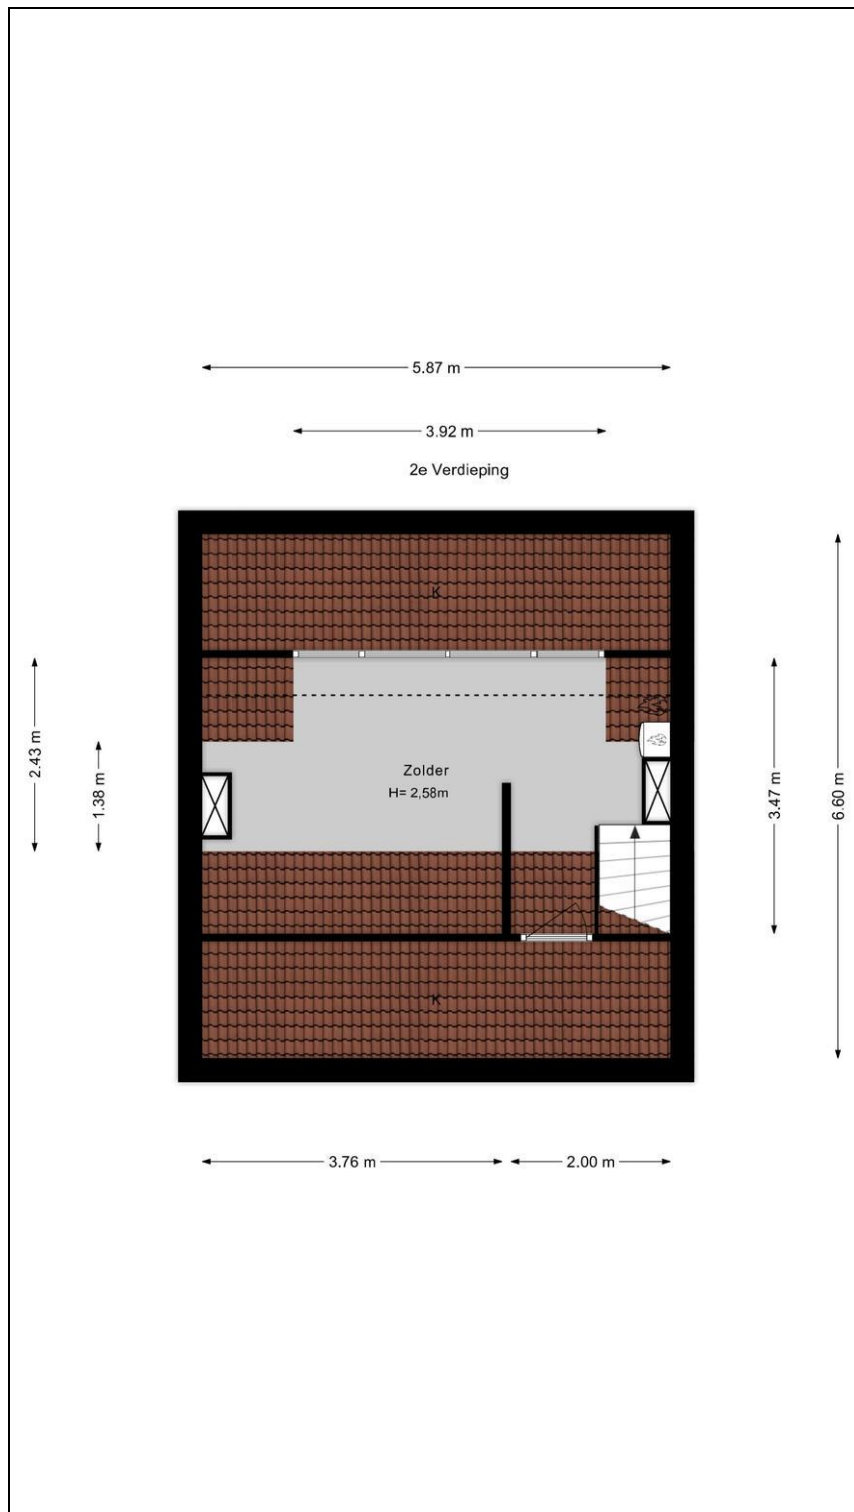 5.87 m
3.92 m
2e Verdieping
K
2.43 m
1.38 m
Zolder
H= 2,58m
3.47 m
6.60 m
K
3.76 m
2.00 m